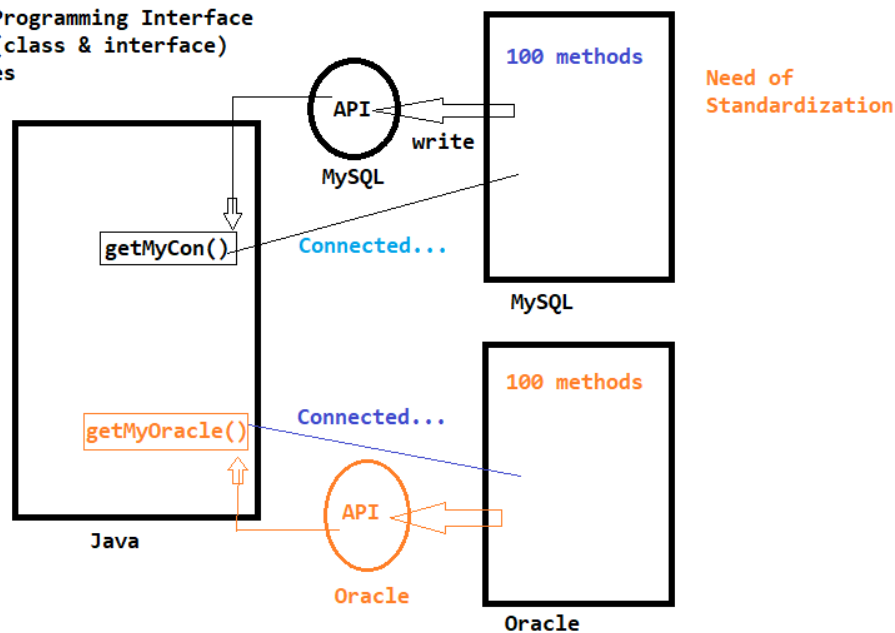 Programming Interface
(class & interface)
es
100 methods
Need of
Standardization
API
write
MySQL
getMyCon()
Connected...
MySQL
100 methods
Connected...
getMyOracle()
API
Java
Oracle
Oracle